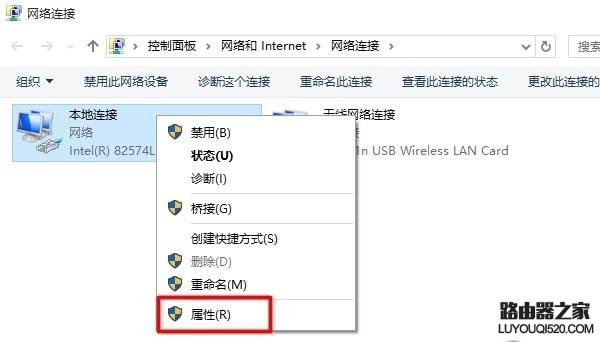 网络连接
控制面板 > 网络和 Internet > 网络连接 >
组织 禁用此网络设备 诊断这个连接 重命名此连接 查看此连接的状态 更改此连接的
本地连接
网络
Intel(R) 82574L
无线网络连接
1n USB Wireless LAN Card
禁用(B)
状态(U)
诊断(I)
桥接(G)
创建快捷方式(S)
删除(D)
重命名(M)
属性(R)
路由器之家
LUYOUQI520.COM